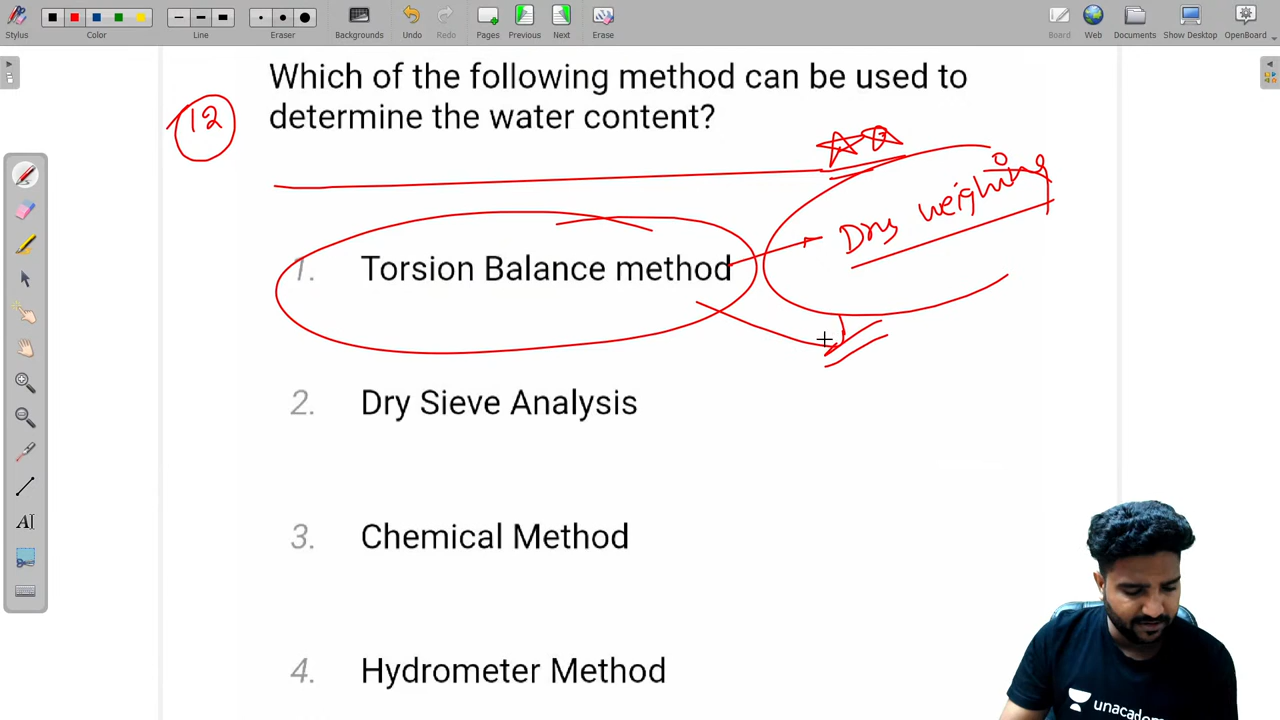 Stylus
Color
Line
Eraser
Backgrounds
Undo
Redo
Pages
Previous
Next
Erase
Board
Web
Documents
Show Desktop
OpenBoard
Which of the following method can be used to
determine the water content?
12
Dry weighing
1. Torsion Balance method
2. Dry Sieve Analysis
3. Chemical Method
4. Hydrometer Method
AI
unacadem